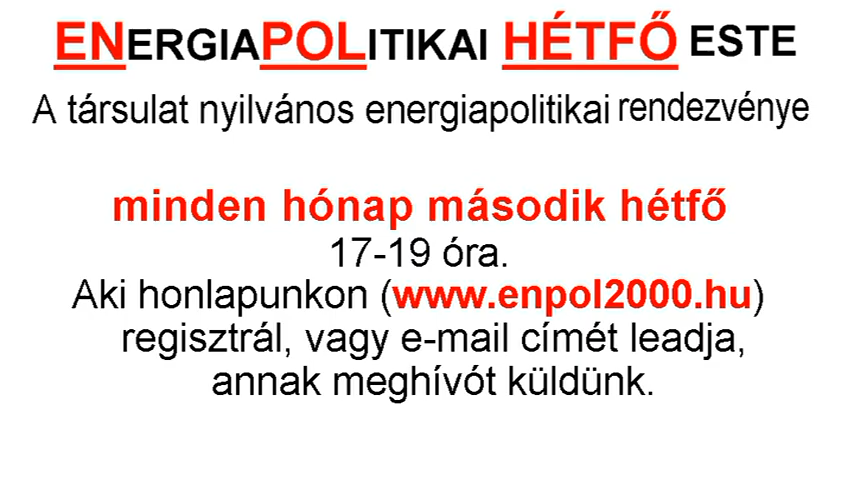 ENERGIAPOLITIKAI HÉTFŐ ESTE
A társulat nyilvános energiapolitikai rendezvénye
minden hónap második hétfő
17-19 óra.
Aki honlapunkon (www.enpol2000.hu)
regisztrál, vagy e-mail címét leadja,
annak meghívót küldünk.